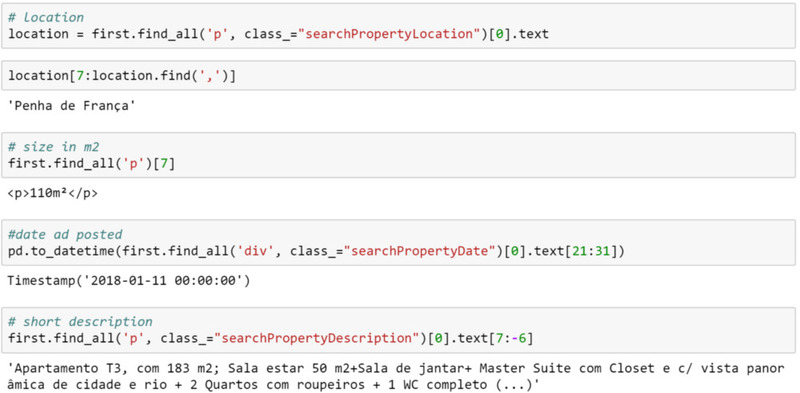 # Location
location = first.find_all('p', class_="searchPropertyLocation")[0].text
location[7:location.find(',')]
'Penha de França'
# size in m2
first.find_all('p')[7]
<p>110m²</p>
#date ad posted
pd.to_datetime(first.find_all('div', class_="searchPropertyDate")[0].text[21:31])
Timestamp('2018-01-11 00:00:00')
# short description
first.find_all('p', class_="searchPropertyDescription")[0].text[7:-6]
'Apartamento T3, com 183 m2; Sala estar 50 m2+Sala de jantar+ Master Suite com Closet e c/ vista panor
âmica de cidade e rio + 2 Quartos com roupeiros + 1 WC completo (...)'